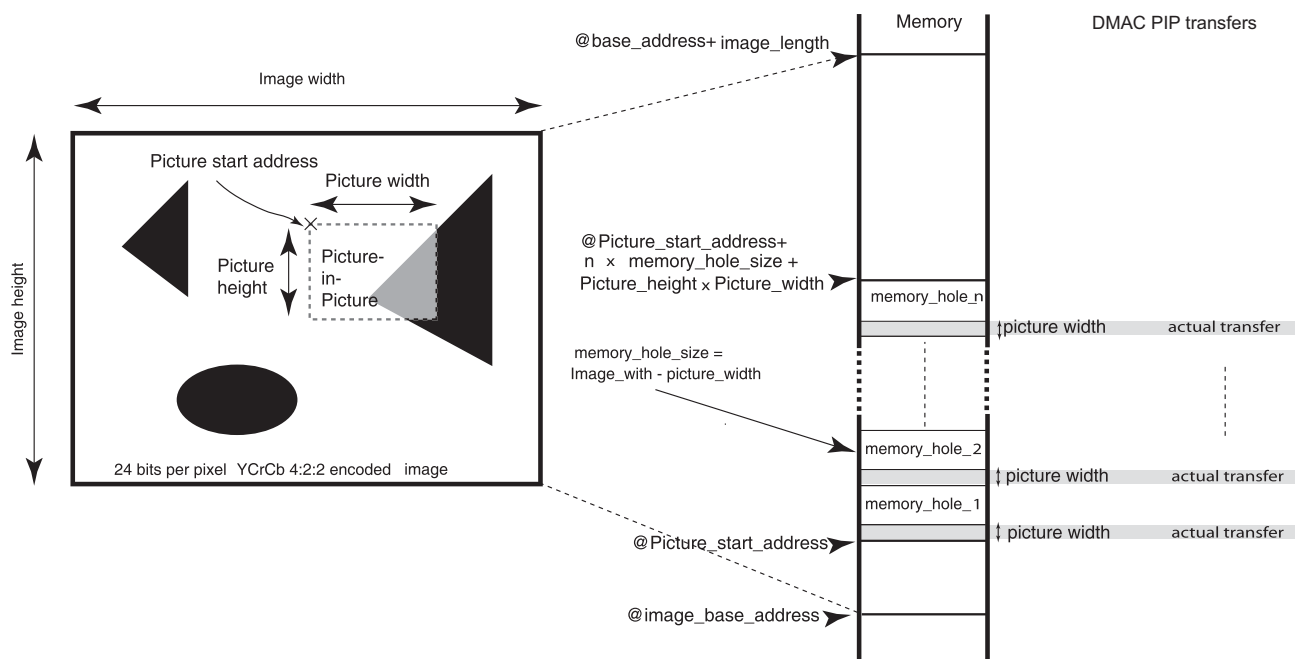 Memory
DMAC PIP transfers
@base_address+ image_length
Image width
Picture start address
Picture width
Image height
Picture
height
Picture-
in-
Picture
24 bits per pixel YCrCb 4:2:2 encoded image
@Picture_start_address+
n x memory_hole_size +
Picture_height x Picture_width
memory_hole_n
picture width
actual transfer
memory_hole_size =
Image_with - picture_width
memory_hole_2
picture width
actual transfer
memory_hole_1
@Picture_start_address
picture width
actual transfer
@image_base_address